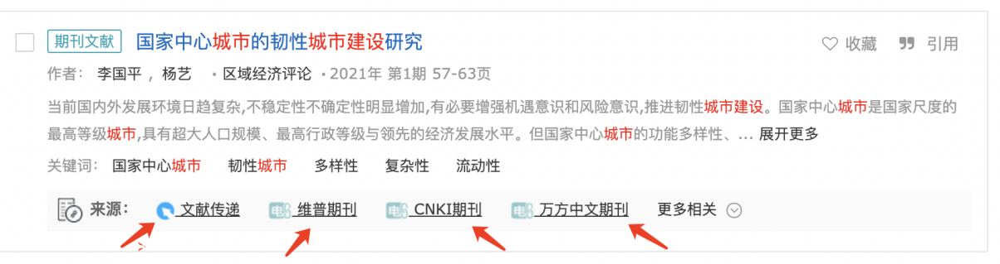 期刊文献 国家中心城市的韧性城市建设研究 收藏 引用
作者： 李国平 ，杨艺 ·区域经济评论 ·2021年 第1期 57-63页
当前国内外发展环境日趋复杂,不稳定性不确定性明显增加,有必要增强机遇意识和风险意识,推进韧性城市建设。国家中心城市是国家尺度的
最高等级城市,具有超大人口规模、最高行政等级与领先的经济发展水平。但国家中心城市的功能多样性、... 展开更多
关键词： 国家中心城市 韧性城市 多样性 复杂性 流动性
来源： 文献传递 电 维普期刊 电 CNKI期刊 电 万方中文期刊 更多相关